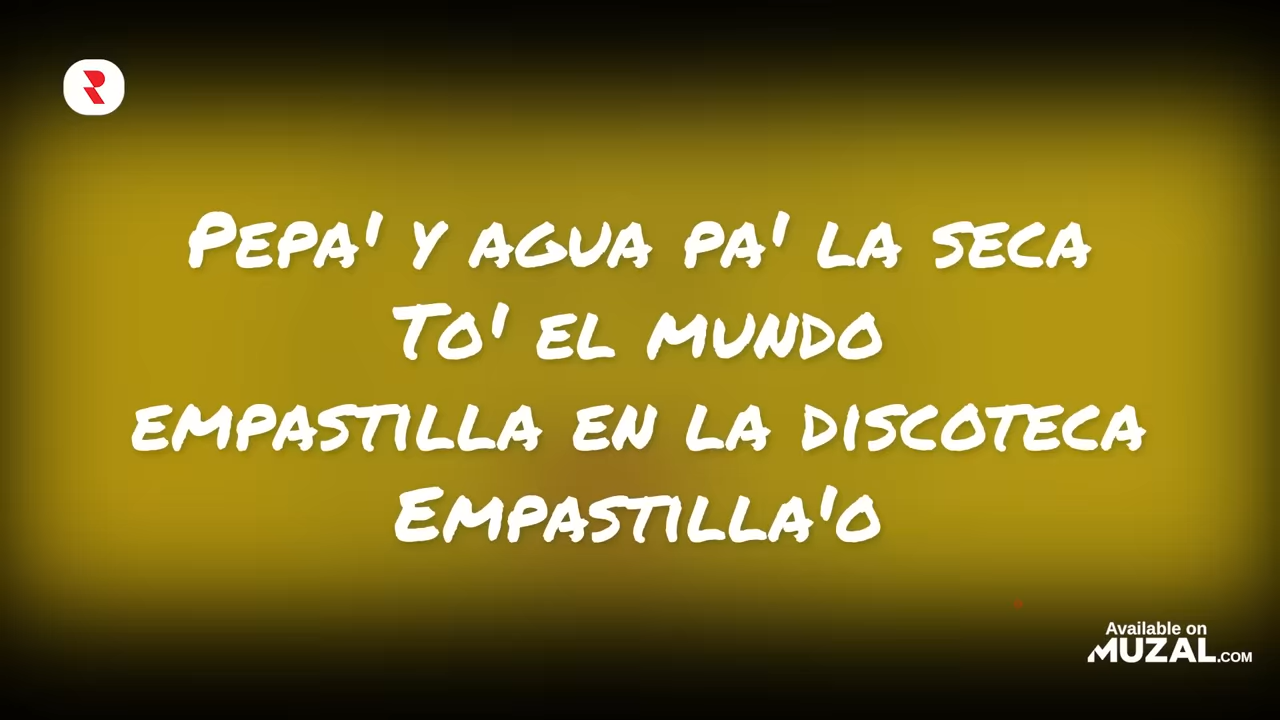 Pepa' y agua pa' la seca
To' el mundo
empastilla en la discoteca
Empastilla'o
Available on
MUZAL.COM